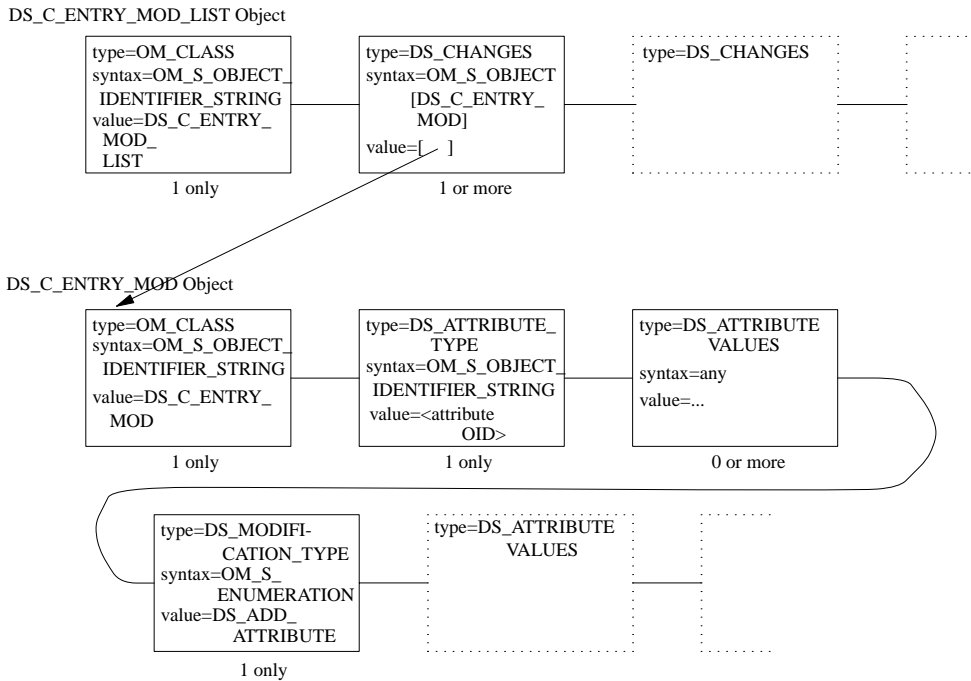 DS_C_ENTRY_MOD_LIST Object
type=OM_CLASS
syntax=OM_S_OBJECT_
IDENTIFIER_STRING
value=DS_C_ENTRY_
MOD_
LIST
1 only
type=DS_CHANGES
syntax=OM_S_OBJECT
[DS_C_ENTRY_
MOD]
value=[ ]
1 or more
type=DS_CHANGES
DS_C_ENTRY_MOD Object
type=OM_CLASS
syntax=OM_S_OBJECT_
IDENTIFIER_STRING
value=DS_C_ENTRY_
MOD
1 only
type=DS_ATTRIBUTE_
TYPE
syntax=OM_S_OBJECT_
IDENTIFIER_STRING
value=<attribute
OID>
1 only
type=DS_ATTRIBUTE
VALUES
syntax=any
value=...
0 or more
type=DS_MODIFI-
CATION_TYPE
syntax=OM_S_
ENUMERATION
value=DS_ADD_
ATTRIBUTE
1 only
type=DS_ATTRIBUTE
VALUES